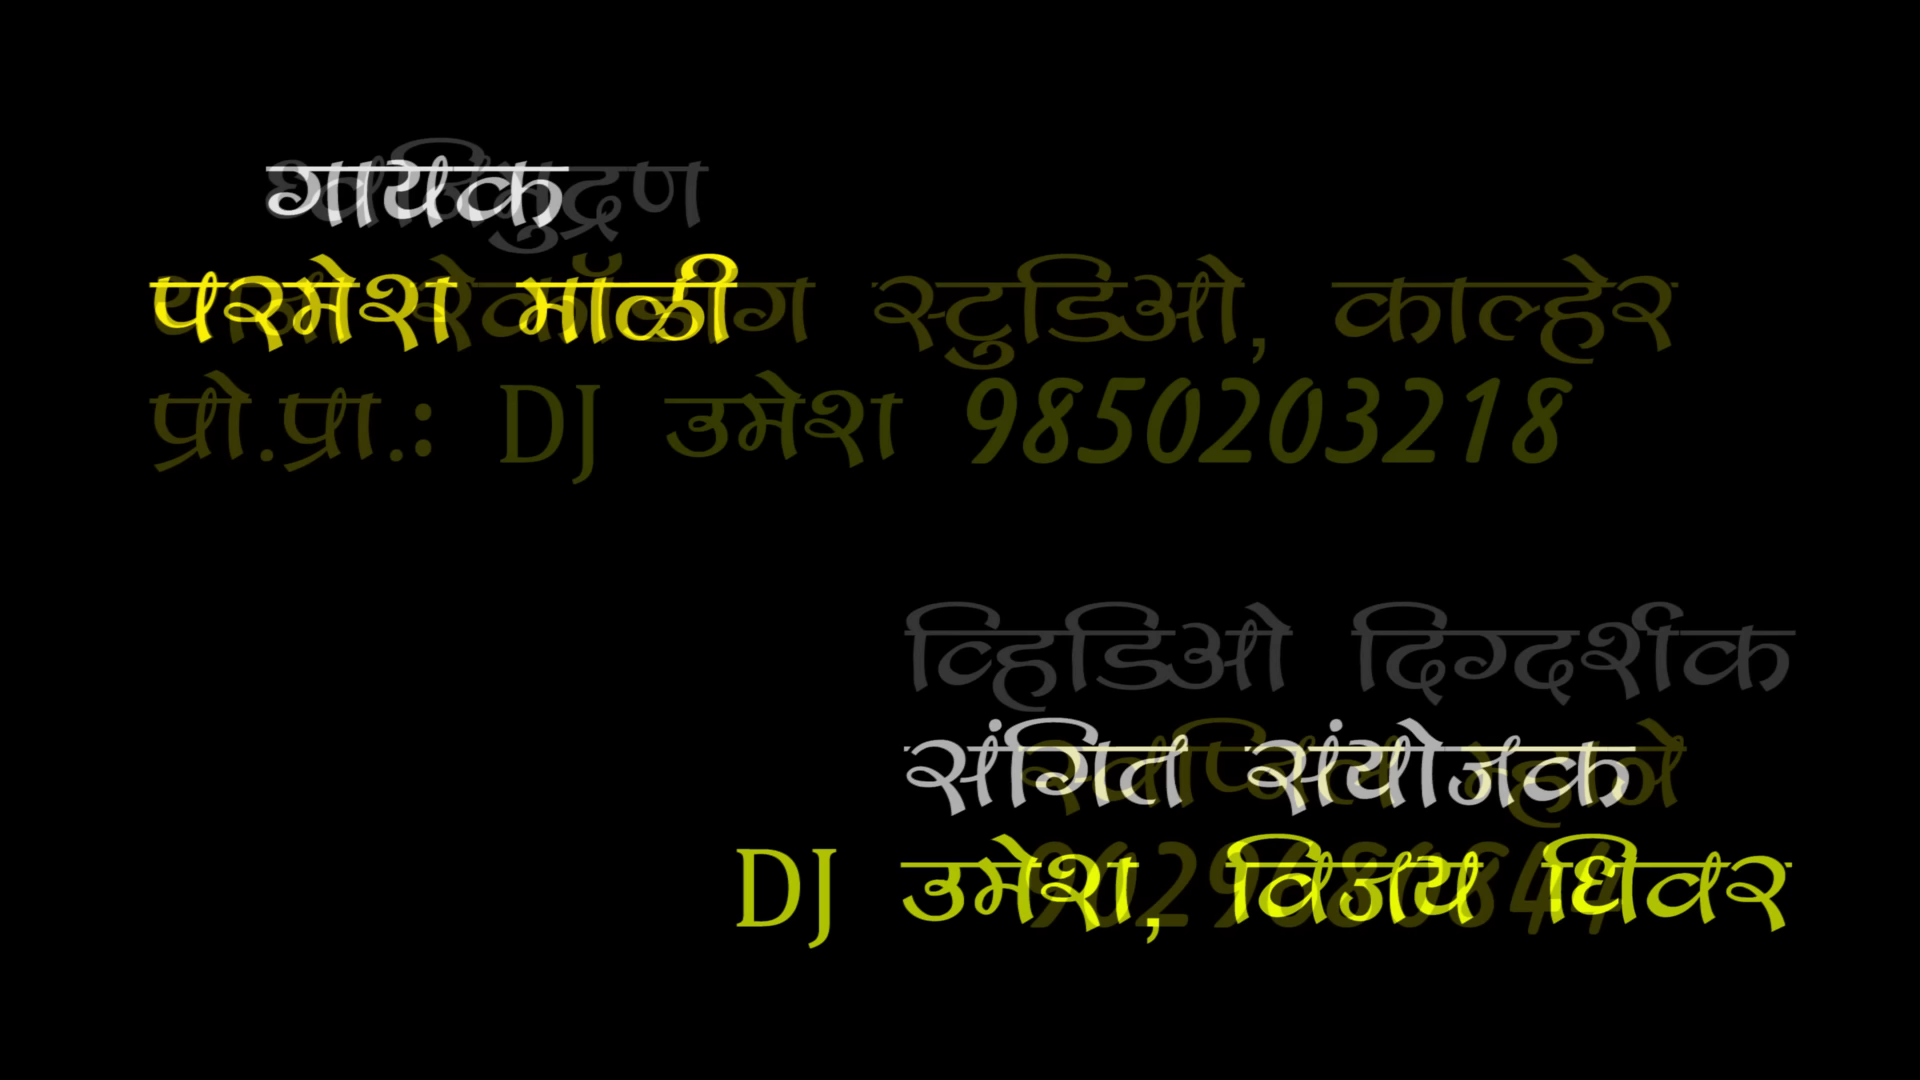 गायक
परमेश माळी
स्टुडिओ, काल्हेर
प्रो.प्रा.: DJ उमेश 9850203218
व्हिडिओ दिग्दर्शक
संगित संयोजक
DJ उमेश, विजय धिवर